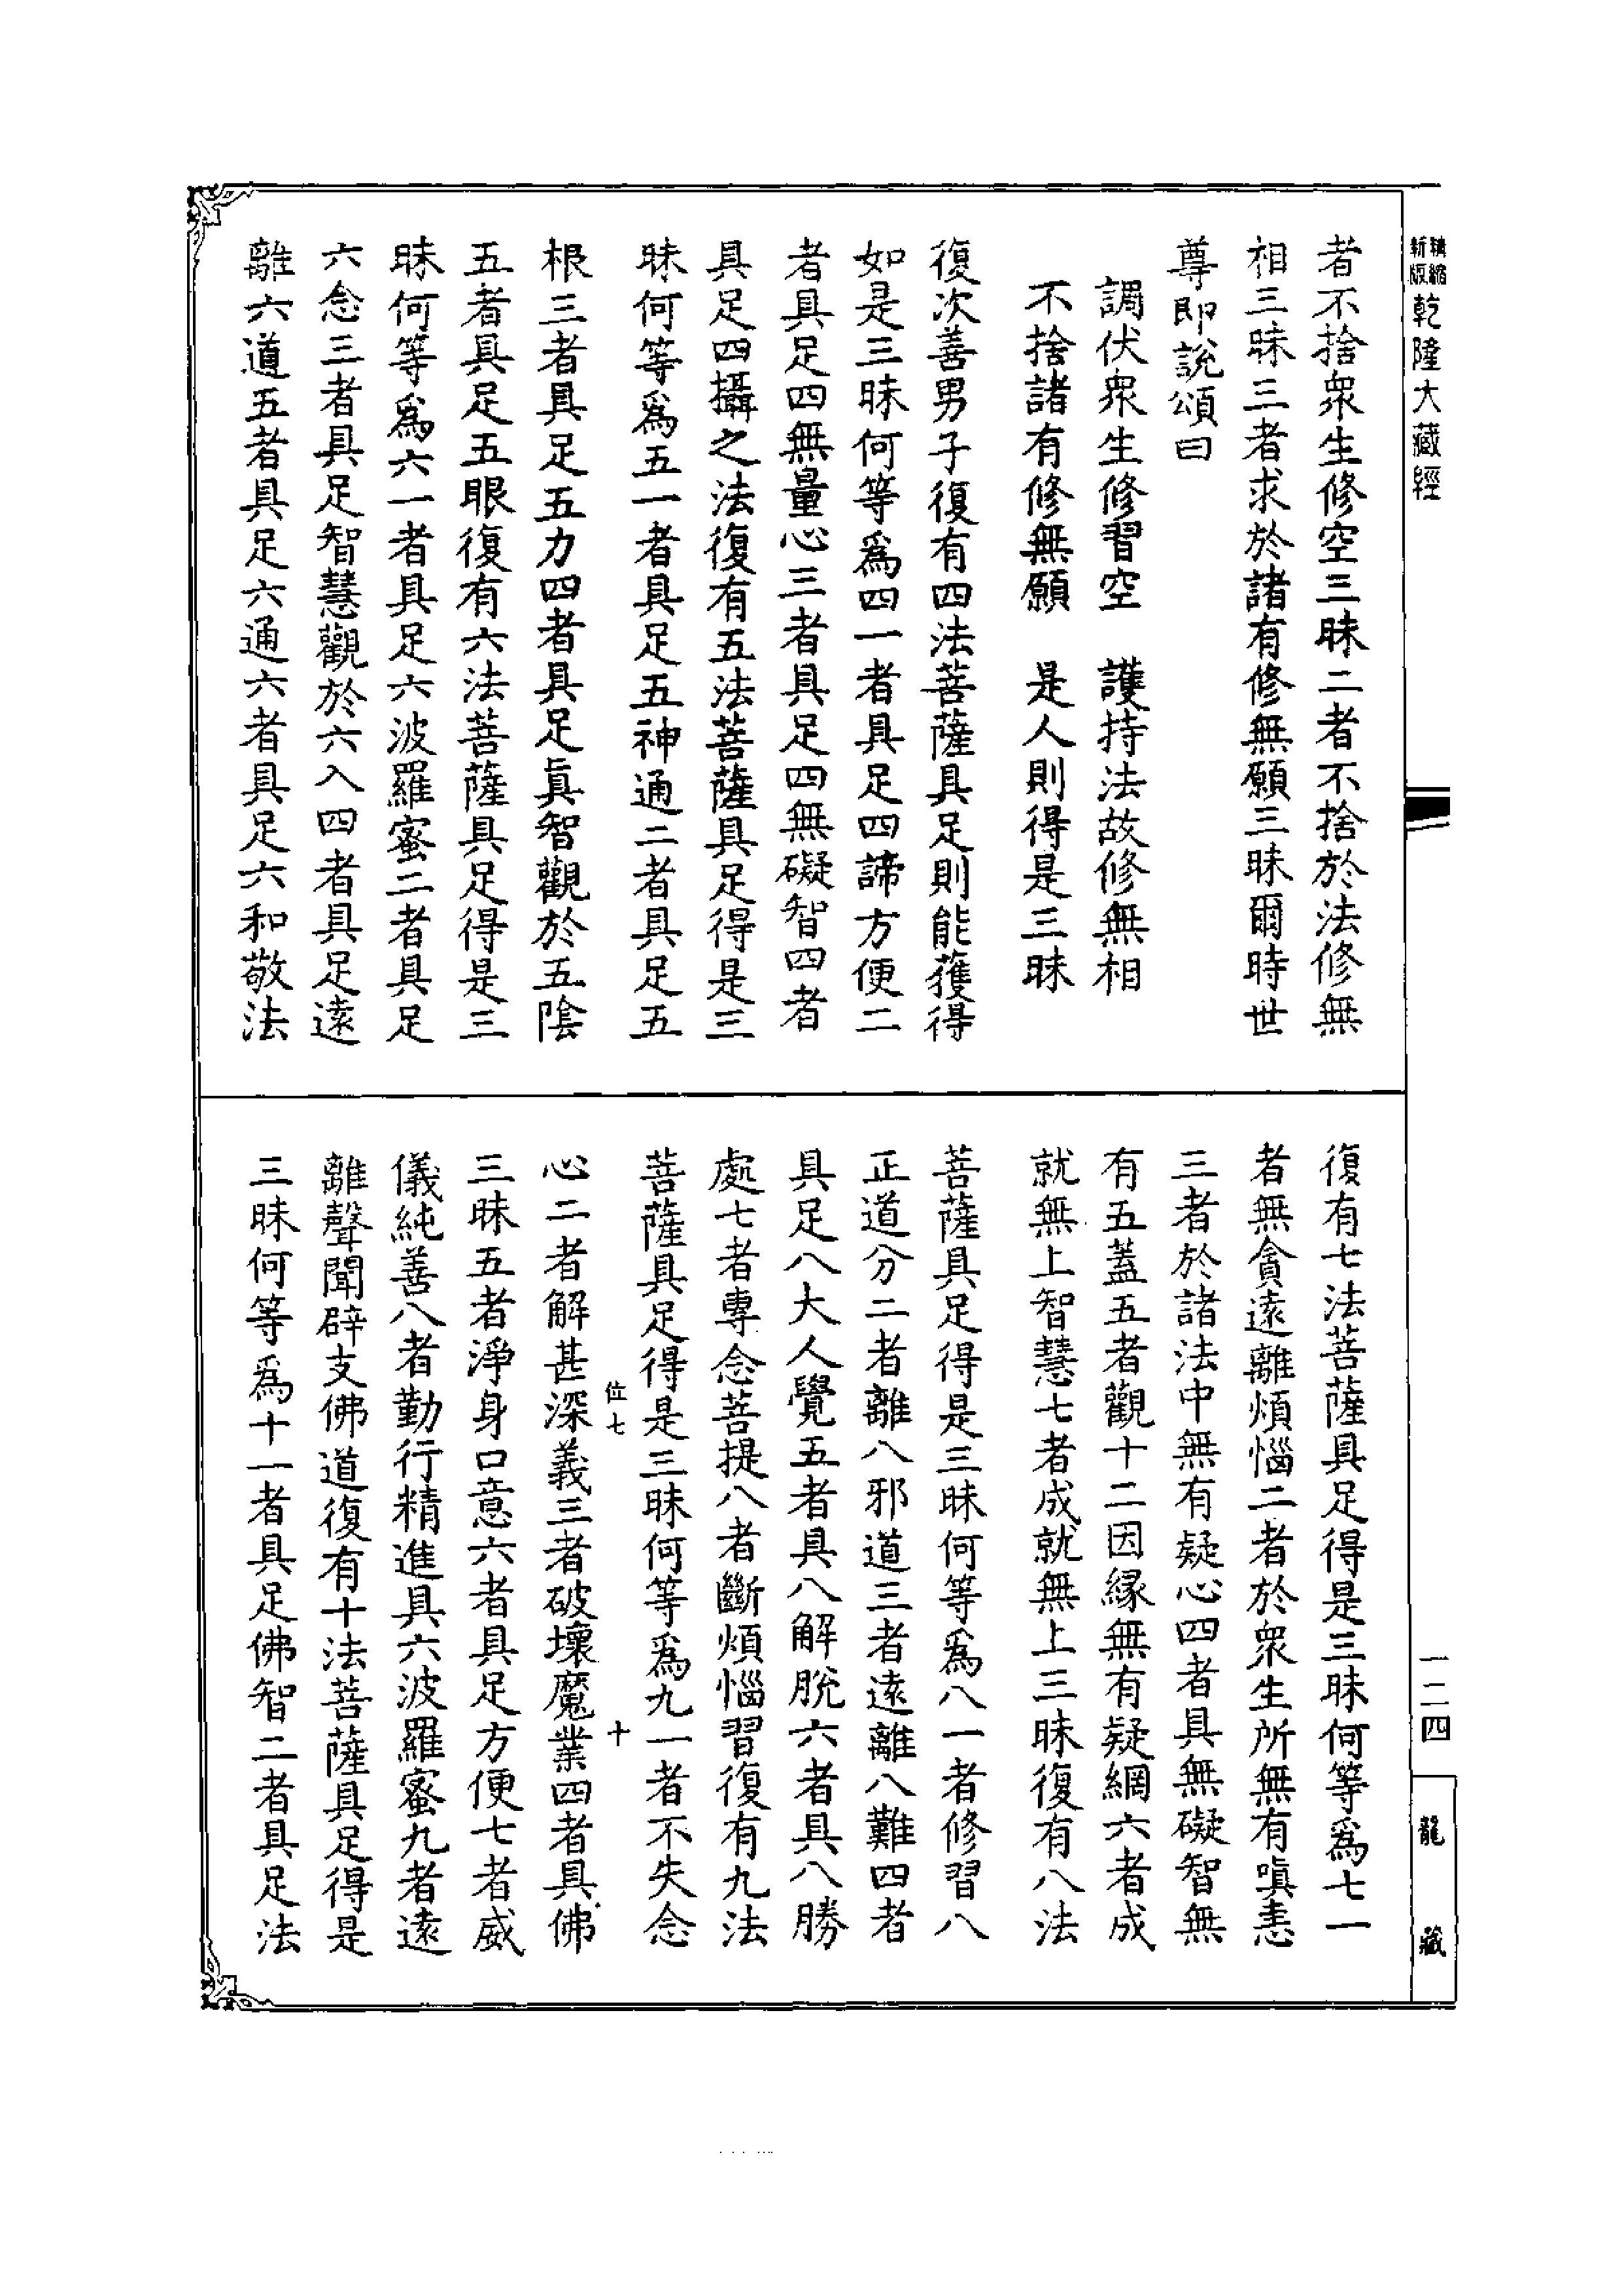 精縮新版乾隆大藏經
者不捨衆生修空三昧二者不捨於法修無
相三昧三者求於諸有修無願三昧爾時世
尊即說頌曰
調伏衆生修習空　護持法故修無相
不捨諸有修無願　是人則得是三昧
復次善男子復有四法菩薩具足則能獲得
如是三昧何等爲四一者具足四諦方便二
者具足四無量心三者具足四無礙智四者
具足四攝之法復有五法菩薩具足得是三
昧何等爲五一者具足五神通二者具足五
根三者具足五力四者具足眞智觀於五陰
五者具足五眼復有六法菩薩具足得是三
昧何等爲六一者具足六波羅蜜二者具足
六念三者具足智慧觀於六入四者具足遠
離六道五者具足六通六者具足六和敬法
復有七法菩薩具足得是三昧何等爲七一
者無貪遠離煩惱二者於衆生所無有嗔恚
三者於諸法中無有疑心四者具無礙智無
有五蓋五者觀十二因緣無有疑網六者成
就無上智慧七者成就無上三昧復有八法
菩薩具足得是三昧何等爲八一者修習八
正道分二者離八邪道三者遠離八難四者
具足八大人覺五者具八解脫六者具八勝
處七者專念菩提八者斷煩惱習復有九法
菩薩具足得是三昧何等爲九一者不失念
位七　十
心二者解甚深義三者破壞魔業四者具佛
三昧五者淨身口意六者具足方便七者威
儀純善八者勤行精進具六波羅蜜九者遠
離聲聞辟支佛道復有十法菩薩具足得是
三昧何等爲十一者具足佛智二者具足法
一二四
龍藏